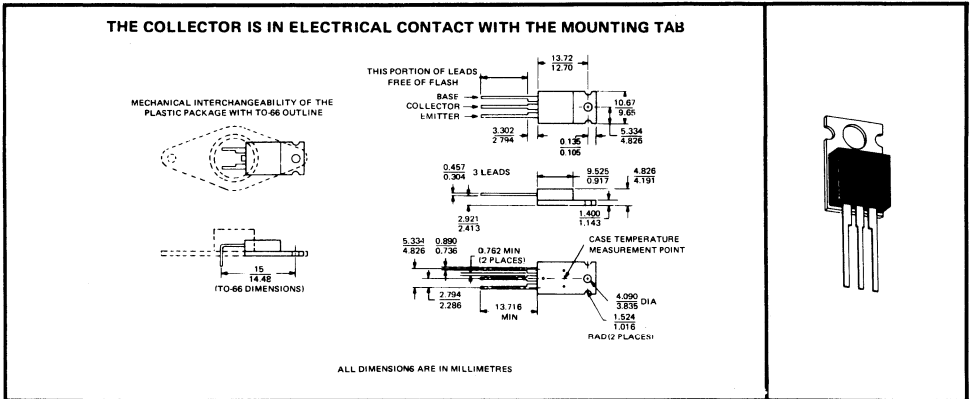 THE COLLECTOR IS IN ELECTRICAL CONTACT WITH THE MOUNTING TAB
MECHANICAL INTERCHANGEABILITY OF THE
PLASTIC PACKAGE WITH TO-66 OUTLINE
15
14.48
(TO-66 DIMENSIONS)
THIS PORTION OF LEADS
FREE OF FLASH
BASE
COLLECTOR
EMITTER
13.72
12.70
10.67
9.65
3.302
2.794
0.135
0.105
5.334
4.826
0.457
0.304
3 LEADS
9.525
0.917
4.826
4.191
2.921
2.413
1.400
1.143
5.334
4.826
0.890
0.736
0.762 MIN
(2 PLACES)
CASE TEMPERATURE
MEASUREMENT POINT
2.794
2.286
13.716
MIN
4.090
3.835
DIA
1.524
1.016
RAD(2 PLACES)
ALL DIMENSIONS ARE IN MILLIMETRES